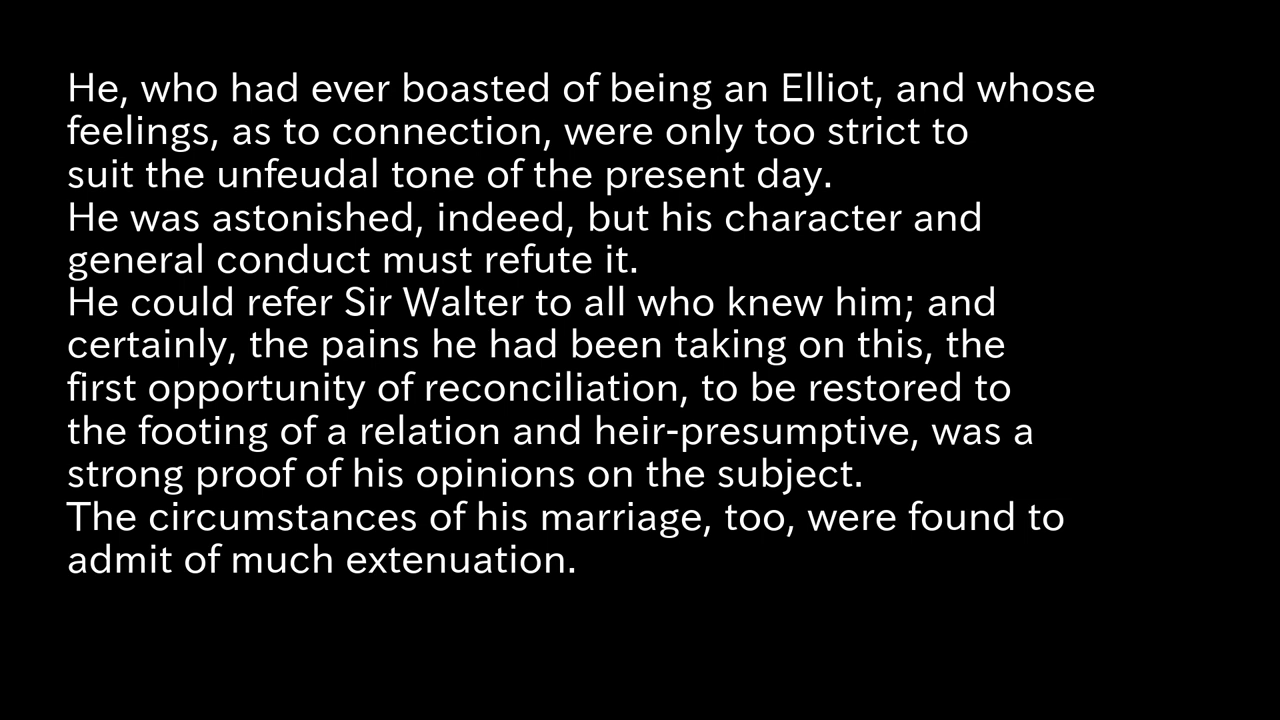 He, who had ever boasted of being an Elliot, and whose
feelings, as to connection, were only too strict to
suit the unfeudal tone of the present day.
He was astonished, indeed, but his character and
general conduct must refute it.
He could refer Sir Walter to all who knew him; and
certainly, the pains he had been taking on this, the
first opportunity of reconciliation, to be restored to
the footing of a relation and heir-presumptive, was a
strong proof of his opinions on the subject.
The circumstances of his marriage, too, were found to
admit of much extenuation.